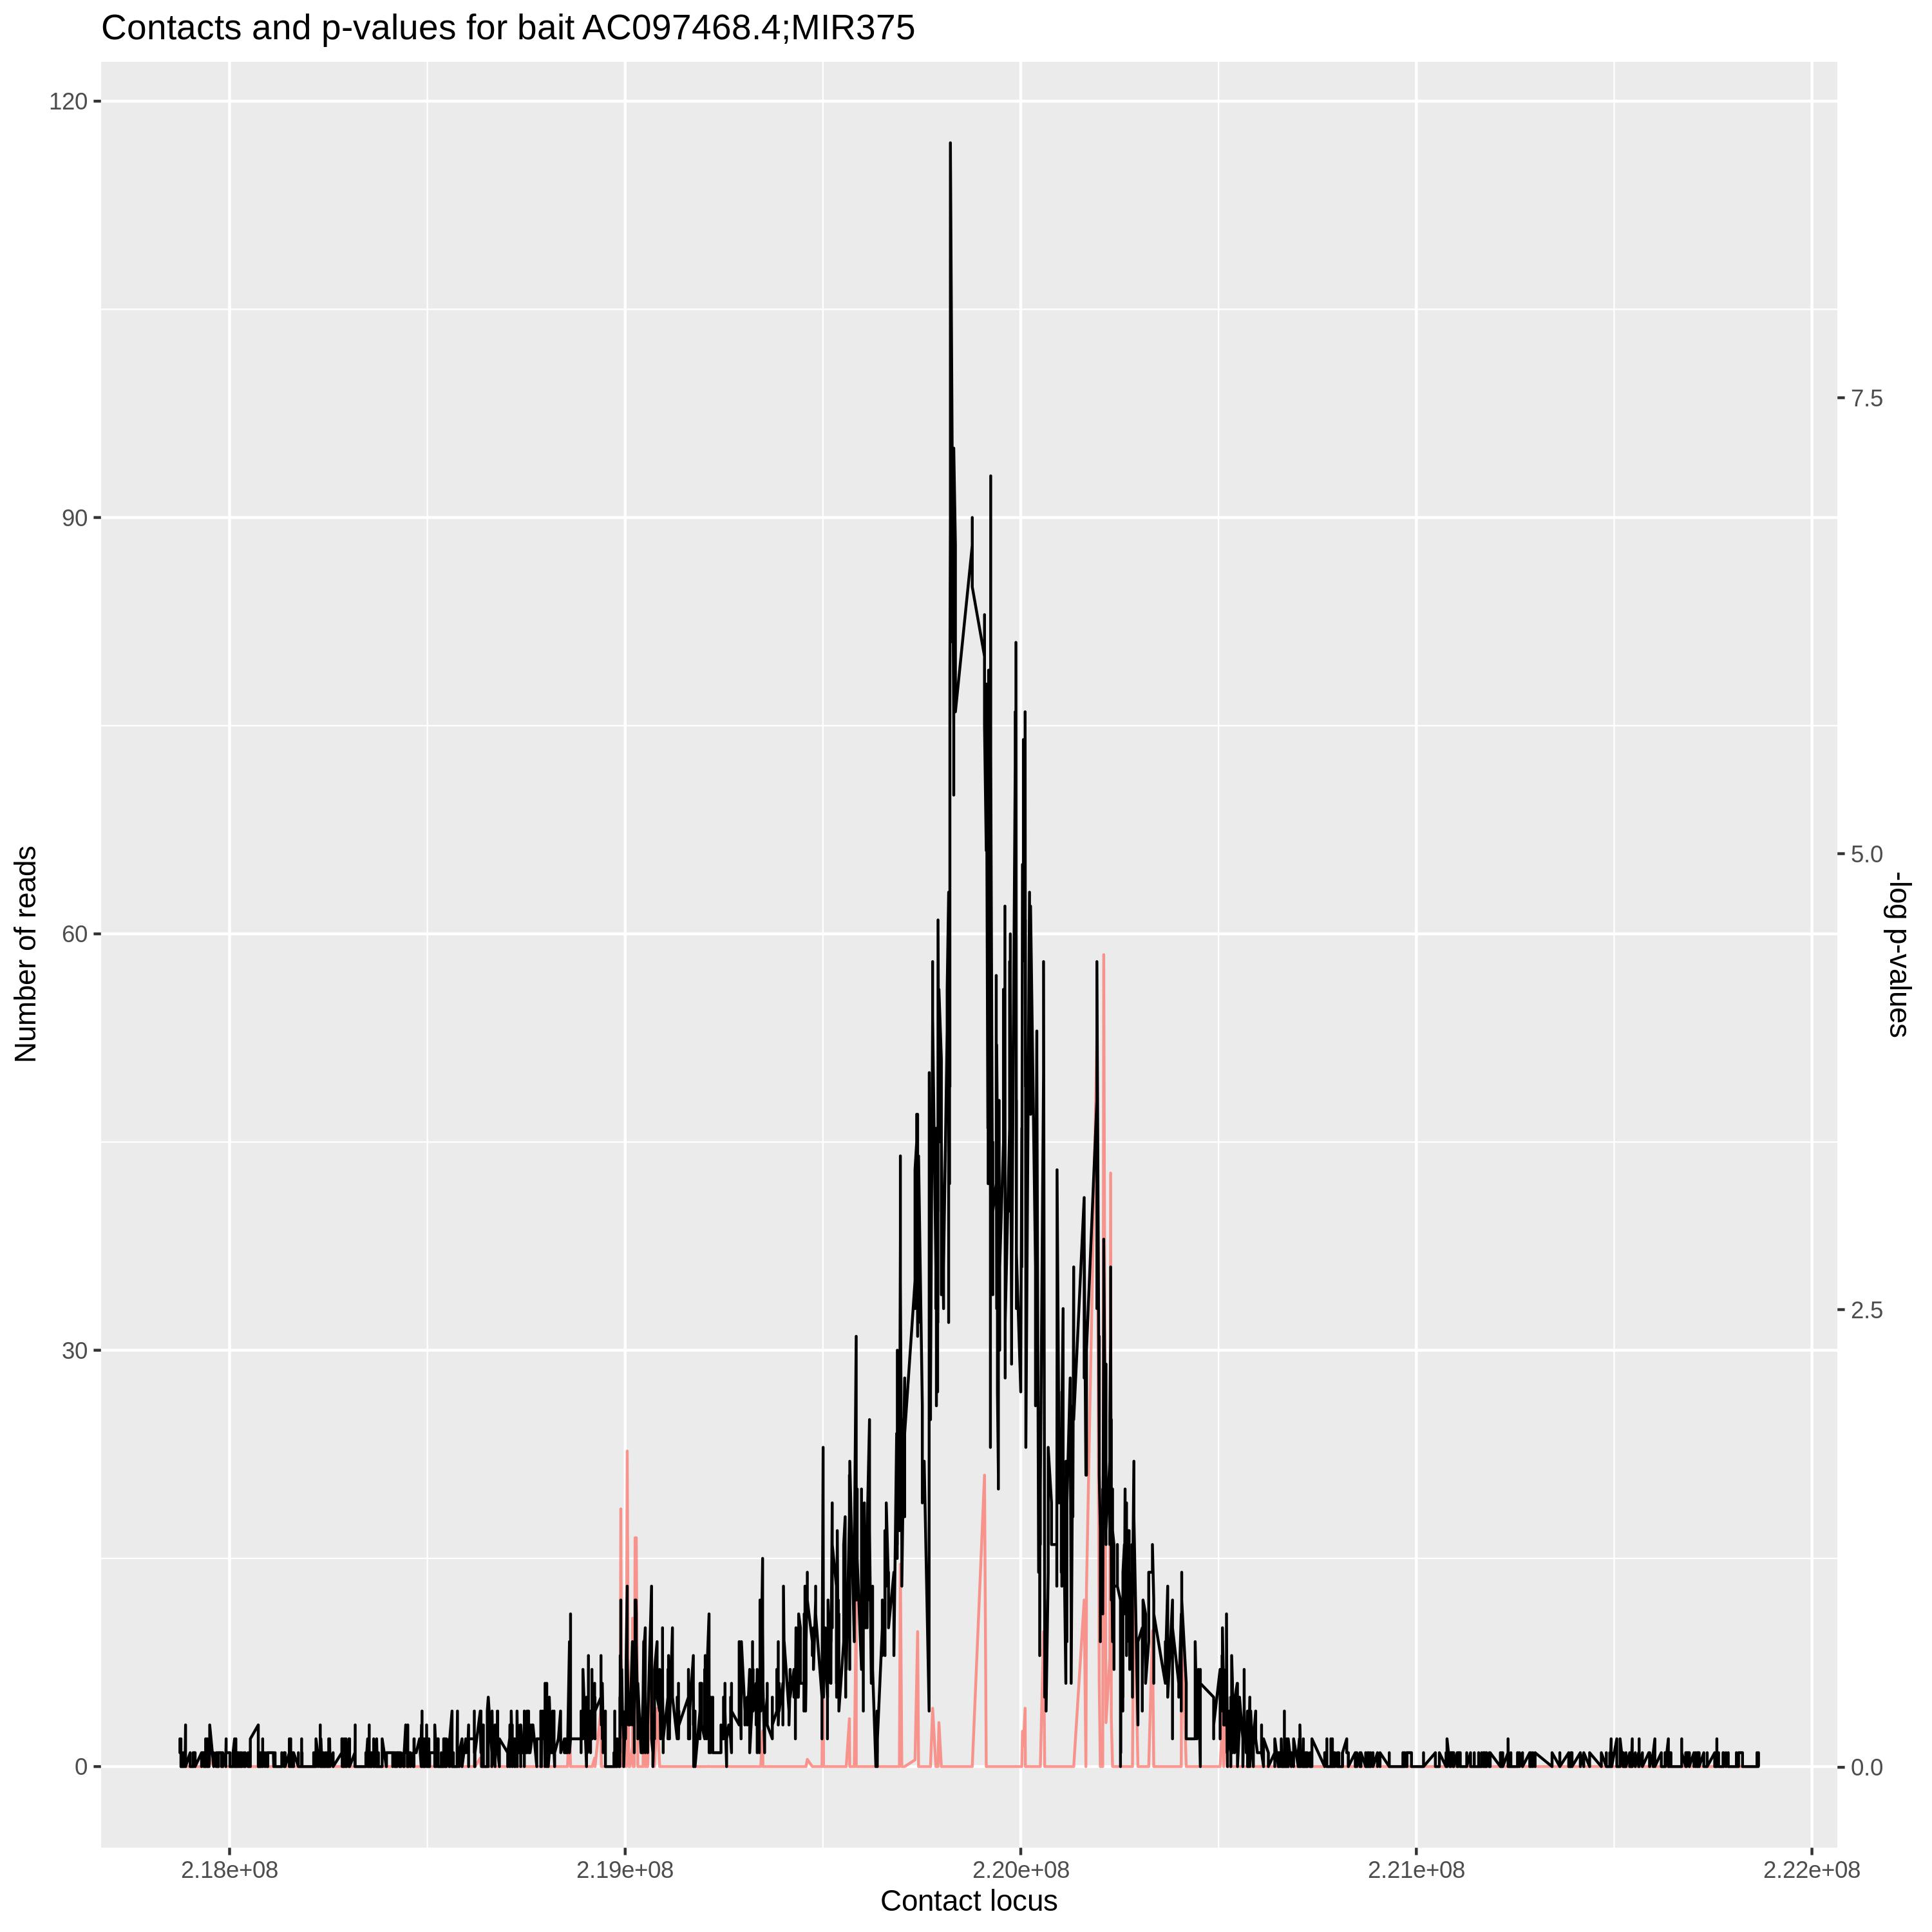 Contacts and p-values for bait AC097468.4;MIR375
120
90
60
30
0
Number of reads
7.5
5.0
2.5
0.0
-log p-values
2.18e+08 2.19e+08 2.20e+08 2.21e+08 2.22e+08
Contact locus